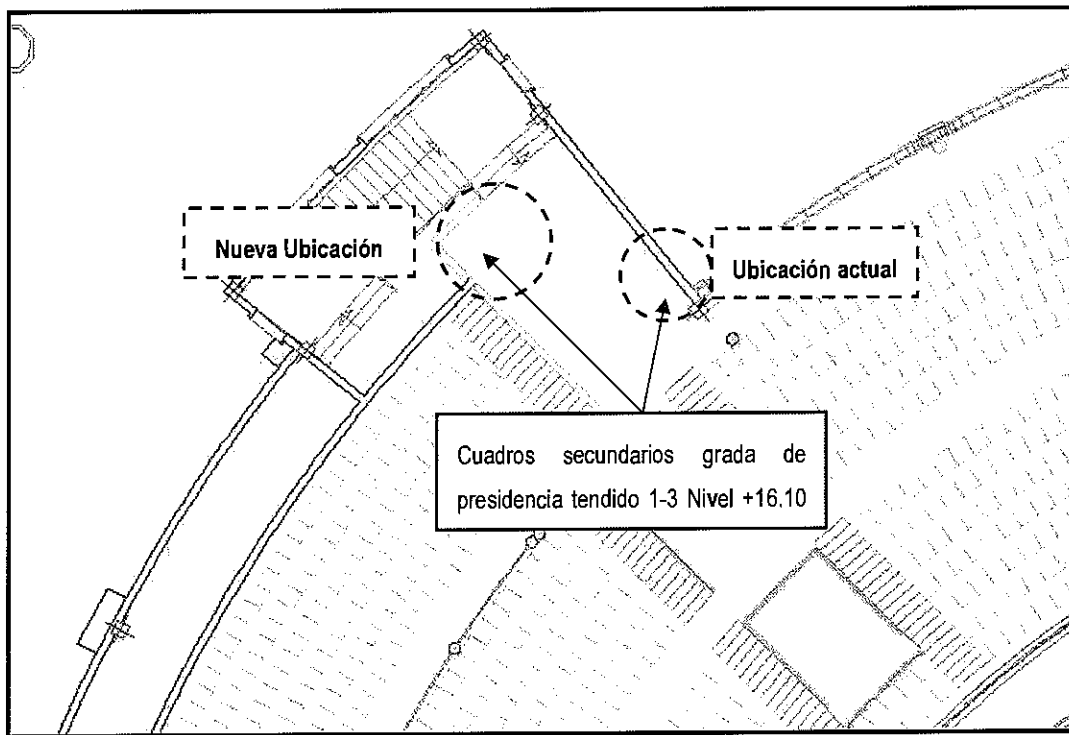 Nueva Ubicación
Ubicación actual
Cuadros secundarios grada de
presidencia tendido 1-3 Nivel +16.10